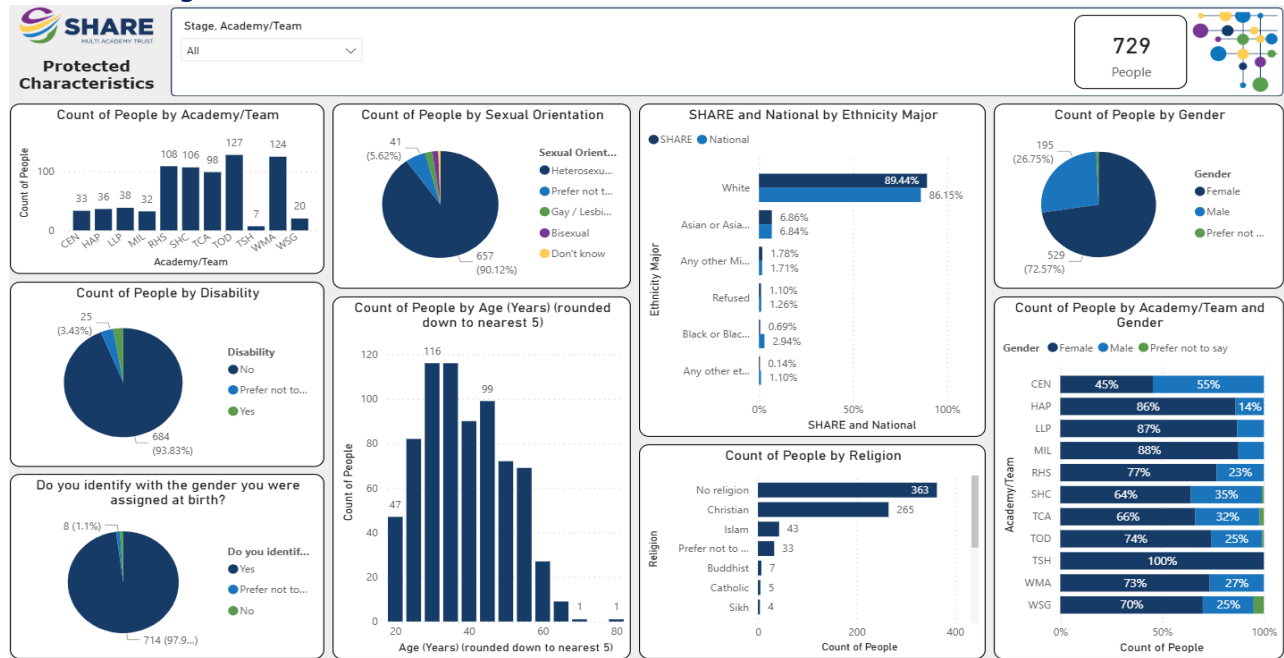 SHARE
MULTI ACADEMY TRUST
Protected
Characteristics
Stage, Academy/Team
All
729
People
Count of People by Academy/Team
Count of People
100
0
33
36
38
32
108
106
98
127
7
124
20
CEN
HAP
LLP
MIL
RHS
SHC
TCA
TOD
TSH
WMA
WSG
Academy/Team
Count of People by Sexual Orientation
41
(5.62%)
657
(90.12%)
Sexual Orient...
Heterosexu...
Prefer not t...
Gay / Lesbi...
Bisexual
Don't know
SHARE and National by Ethnicity Major
SHARE National
Ethnicity Major
White
89.44%
86.15%
Asian or Asia...
6.86%
6.84%
Any other Mi...
1.78%
1.71%
Refused
1.10%
1.26%
Black or Blac...
0.69%
2.94%
Any other et...
0.14%
1.10%
0%
50%
100%
SHARE and National
Count of People by Gender
195
(26.75%)
529
(72.57%)
Gender
Female
Male
Prefer not ...
Count of People by Disability
25
(3.43%)
684
(93.83%)
Disability
No
Prefer not to...
Yes
Count of People by Age (Years) (rounded
down to nearest 5)
Count of People
120
100
80
60
40
20
0
47
116
99
1
1
20
40
60
80
Age (Years) (rounded down to nearest 5)
Count of People by Religion
Religion
No religion
363
Christian
265
Islam
43
Prefer not to ...
33
Buddhist
7
Catholic
5
Sikh
4
0
200
400
Count of People
Count of People by Academy/Team and
Gender
Gender Female Male Prefer not to say
Academy/Team
CEN 45% 55%
HAP 86% 14%
LLP 87%
MIL 88%
RHS 77% 23%
SHC 64% 35%
TCA 66% 32%
TOD 74% 25%
TSH 100%
WMA 73% 27%
WSG 70% 25%
0%
50%
100%
Count of People
Do you identify with the gender you were
assigned at birth?
8 (1.1%)
714 (97.9...)
Do you identif...
Yes
Prefer not to...
No